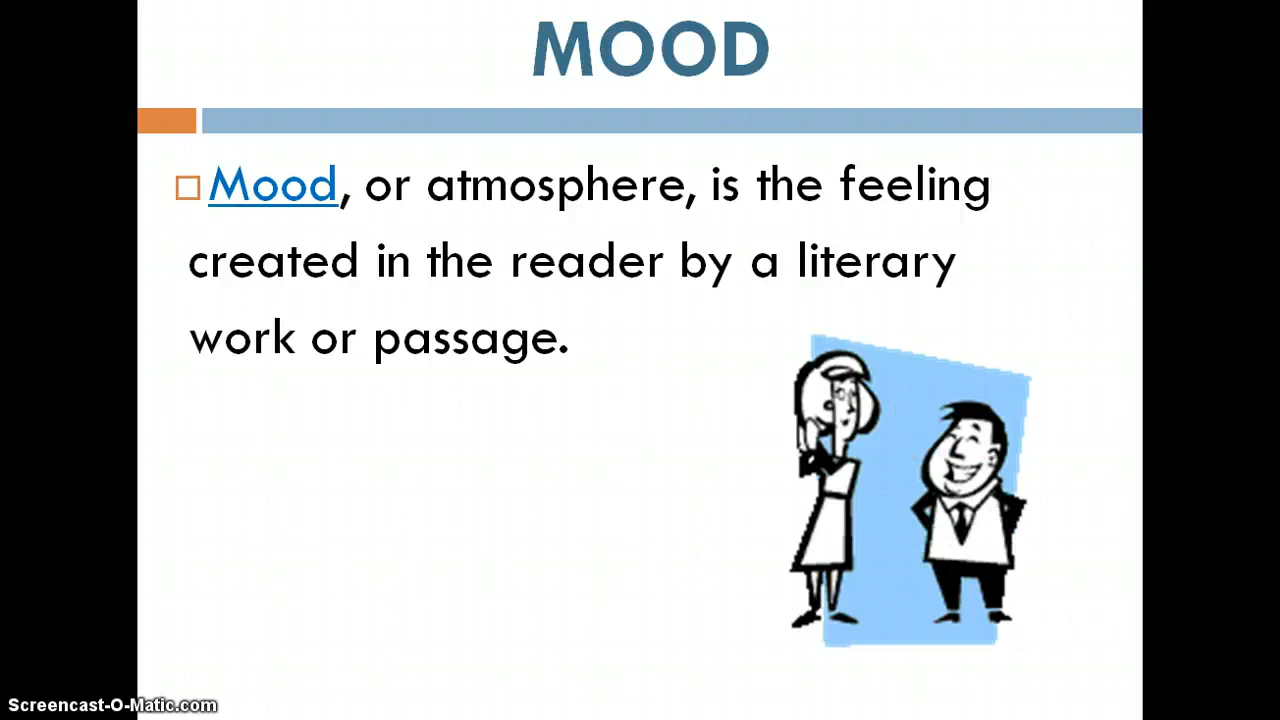 MOOD
Mood, or atmosphere, is the feeling
created in the reader by a literary
work or passage.
Screencast-O-Matic.com